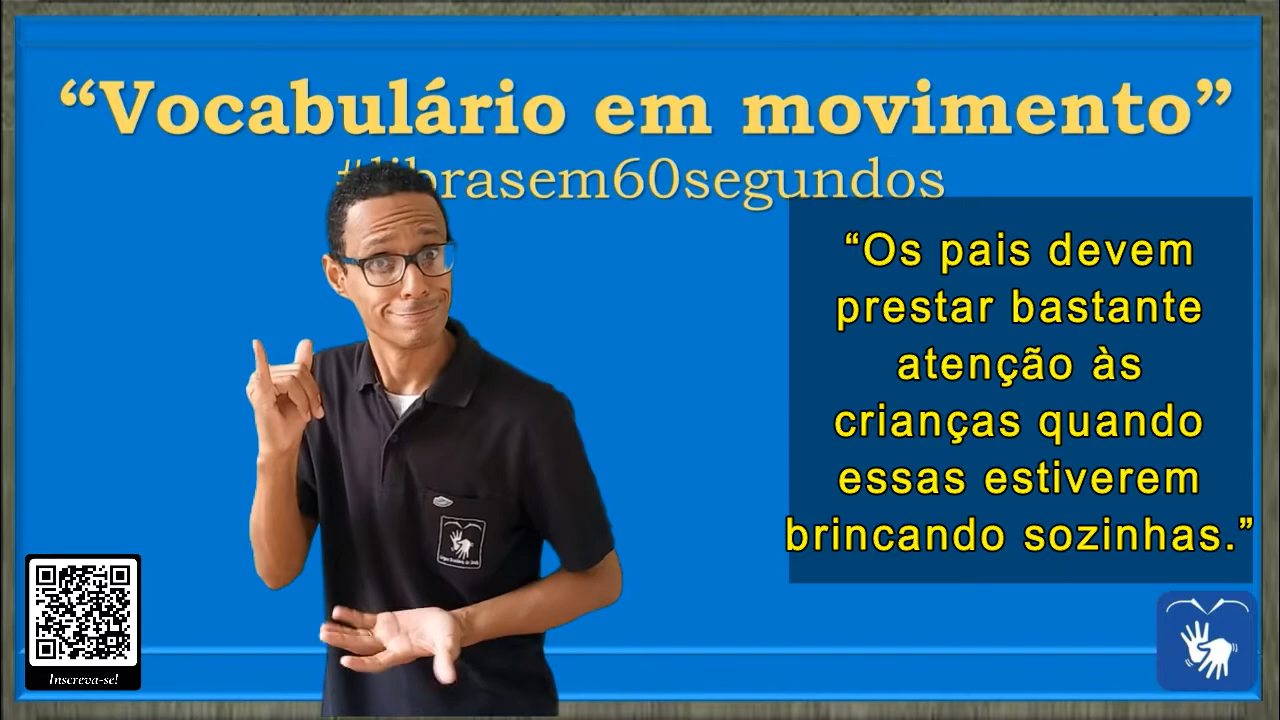 “Vocabulário em movimento”
#librasem60segundos
“Os pais devem
prestar bastante
atenção às
crianças quando
essas estiverem
brincando sozinhas.”
Inscreva-se!